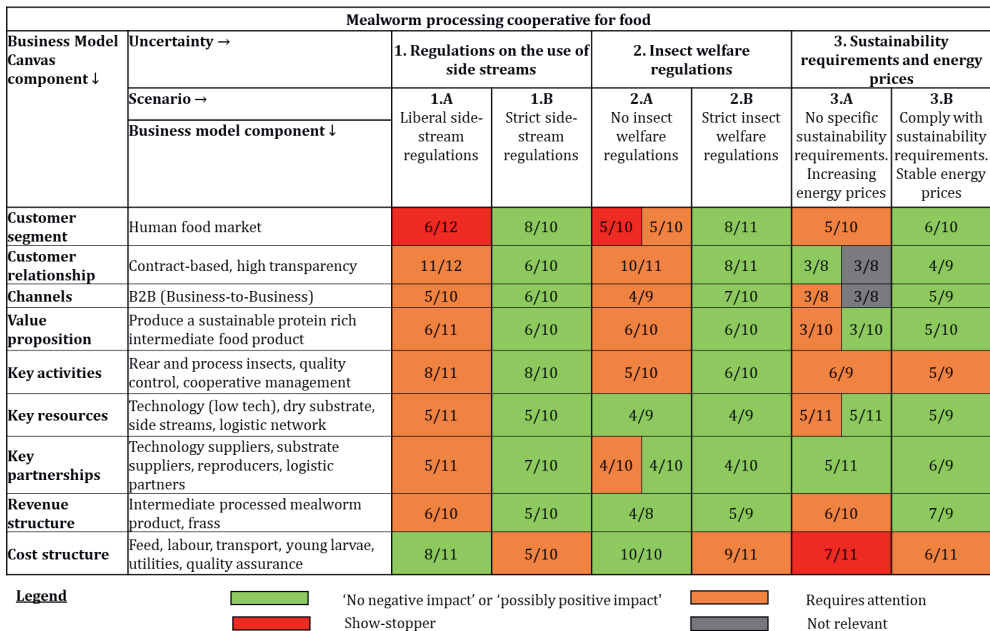 Mealworm processing cooperative for food
Business Model
Canvas
component ↓
Uncertainty →
1. Regulations on the use of
side streams
2. Insect welfare
regulations
3. Sustainability
requirements and energy
prices
Scenario →
Business model component ↓
1.A
Liberal side-
stream
regulations
1.B
Strict side-
stream
regulations
2.A
No insect
welfare
regulations
2.B
Strict insect
welfare
regulations
3.A
No specific
sustainability
requirements.
Increasing
energy prices
3.B
Comply with
sustainability
requirements.
Stable energy
prices
Customer
segment
Human food market
6/12 8/10 5/10 5/10 8/11 5/10 6/10
Customer
relationship
Contract-based, high transparency
11/12 6/10 10/11 8/11 3/8 3/8 4/9
Channels
B2B (Business-to-Business)
5/10 6/10 4/9 7/10 3/8 3/8 5/9
Value
proposition
Produce a sustainable protein rich
intermediate food product
6/11 6/10 6/10 6/10 3/10 3/10 5/10
Key activities
Rear and process insects, quality
control, cooperative management
8/11 8/10 5/10 6/10 6/9 5/9
Key resources
Technology (low tech), dry substrate,
side streams, logistic network
5/11 5/10 4/9 4/9 5/11 5/11 5/9
Key
partnerships
Technology suppliers, substrate
suppliers, reproducers, logistic
partners
5/11 7/10 4/10 4/10 4/10 5/11 6/9
Revenue
structure
Intermediate processed mealworm
product, frass
6/10 5/10 4/8 5/9 6/10 7/9
Cost structure
Feed, labour, transport, young larvae,
utilities, quality assurance
8/11 5/10 10/10 9/11 7/11 6/11
Legend
'No negative impact' or 'possibly positive impact'
Requires attention
Show-stopper
Not relevant